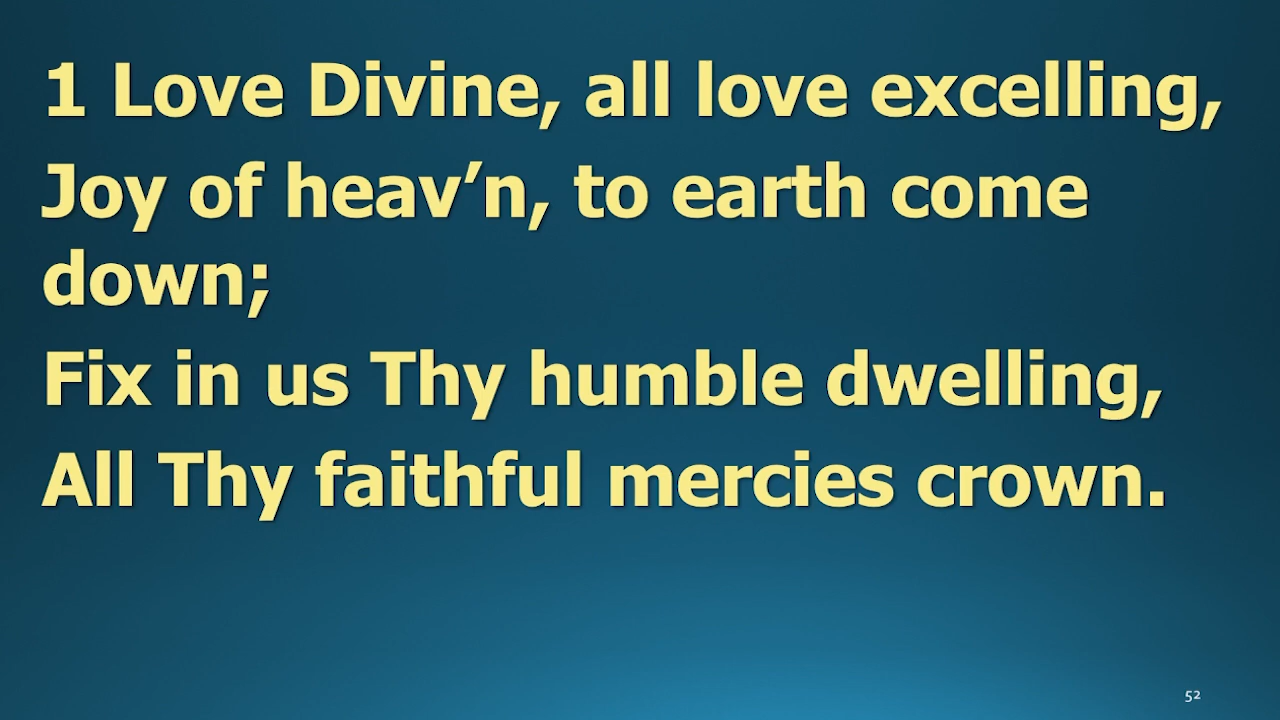 1 Love Divine, all love excelling,
Joy of heav’n, to earth come
down;
Fix in us Thy humble dwelling,
All Thy faithful mercies crown.
52